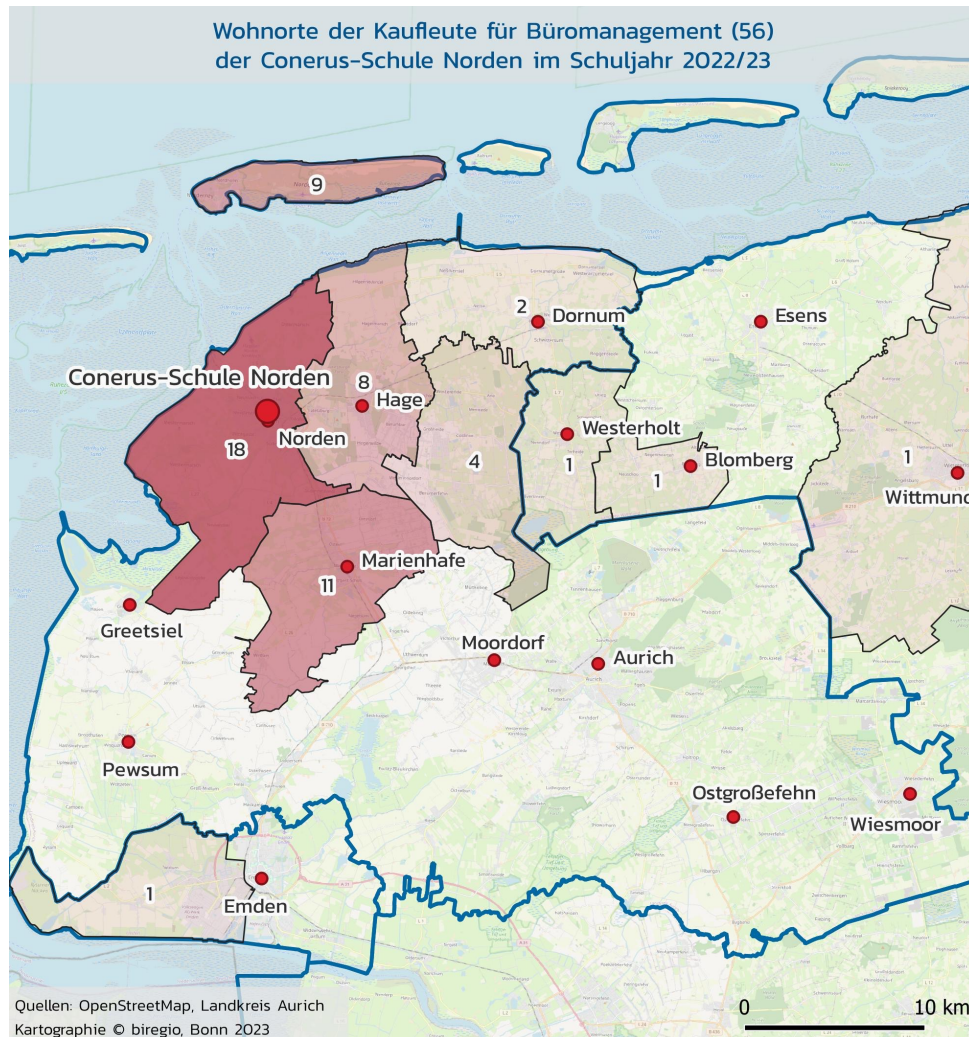 Wohnorte der Kaufleute für Büromanagement (56)
der Conerus-Schule Norden im Schuljahr 2022/23
9
2
Dornum
Esens
Conerus-Schule Norden
8
Hage
Norden
18
Westerholt
4
1
Blomberg
1
1
Wittmund
Marienhafe
11
Greetsiel
Moordorf
Aurich
Pewsum
Ostgroßefehn
Wiesmoor
1
Emden
Quellen: OpenStreetMap, Landkreis Aurich
Kartographie © biregio, Bonn 2023
0 10 km